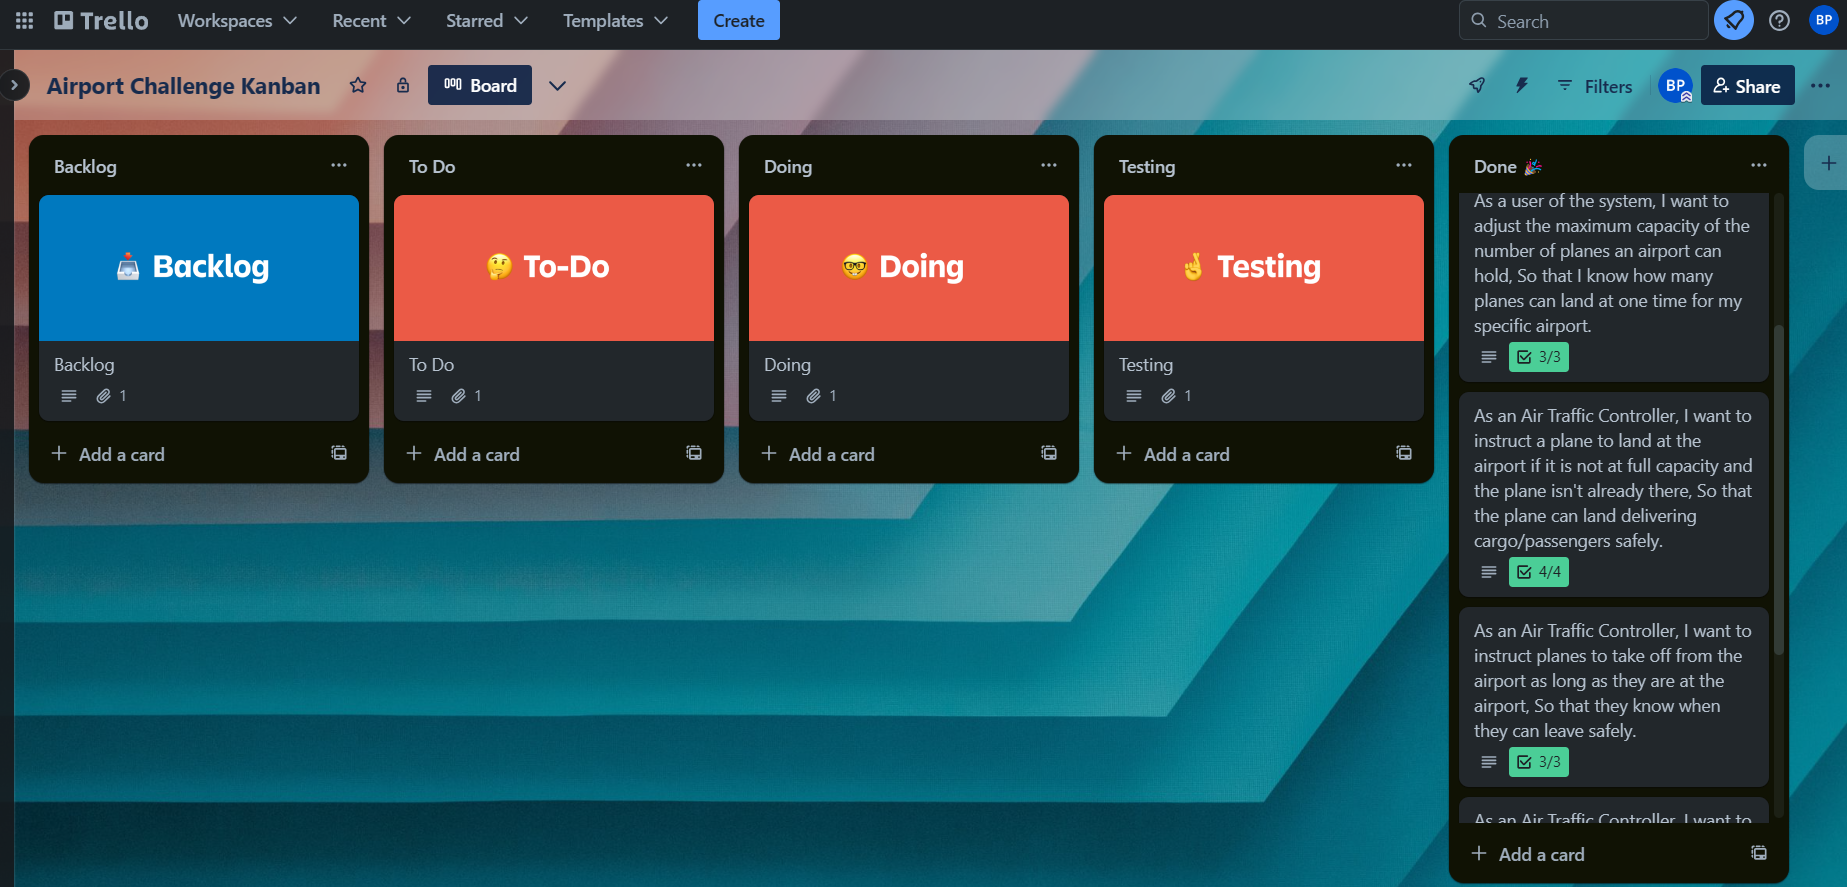 Trello
Workspaces
Recent
Starred
Templates
Create
Search
BP
Airport Challenge Kanban
Board
Filters
BP
Share
Backlog
📥 Backlog
Backlog
1
Add a card
To Do
🤔 To-Do
To Do
1
Add a card
Doing
🤓 Doing
Doing
1
Add a card
Testing
🤞 Testing
Testing
1
Add a card
Done 🎉
As a user of the system, I want to
adjust the maximum capacity of the
number of planes an airport can
hold, So that I know how many
planes can land at one time for my
specific airport.
3/3
As an Air Traffic Controller, I want to
instruct a plane to land at the
airport if it is not at full capacity and
the plane isn't already there, So that
the plane can land delivering
cargo/passengers safely.
4/4
As an Air Traffic Controller, I want to
instruct planes to take off from the
airport as long as they are at the
airport, So that they know when
they can leave safely.
3/3
As an Air Traffic Controller, I want to
Add a card